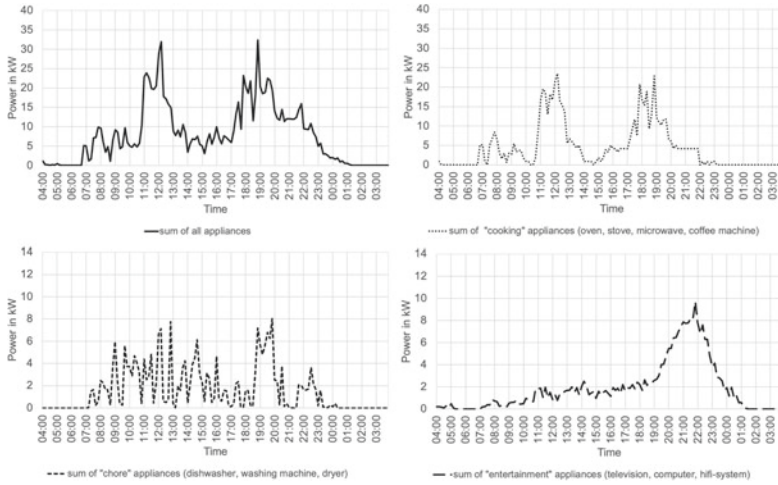 40
35
30
25
20
15
10
5
0
Power in kW
04:00 05:00 06:00 07:00 08:00 09:00 10:00 11:00 12:00 13:00 14:00 15:00 16:00 17:00 18:00 19:00 20:00 21:00 22:00 23:00 00:00 01:00 02:00 03:00
Time
sum of all appliances
40
35
30
25
20
15
10
5
0
Power in kW
04:00 05:00 06:00 07:00 08:00 09:00 10:00 11:00 12:00 13:00 14:00 15:00 16:00 17:00 18:00 19:00 20:00 21:00 22:00 23:00 00:00 01:00 02:00 03:00
Time
sum of "cooking" appliances (oven, stove, microwave, coffee machine)
14
12
10
8
6
4
2
0
Power in kW
04:00 05:00 06:00 07:00 08:00 09:00 10:00 11:00 12:00 13:00 14:00 15:00 16:00 17:00 18:00 19:00 20:00 21:00 22:00 23:00 00:00 01:00 02:00 03:00
Time
sum of "chore" appliances (dishwasher, washing machine, dryer)
14
12
10
8
6
4
2
0
Power in kW
04:00 05:00 06:00 07:00 08:00 09:00 10:00 11:00 12:00 13:00 14:00 15:00 16:00 17:00 18:00 19:00 20:00 21:00 22:00 23:00 00:00 01:00 02:00 03:00
Time
sum of "entertainment" appliances (television, computer, hifi-system)